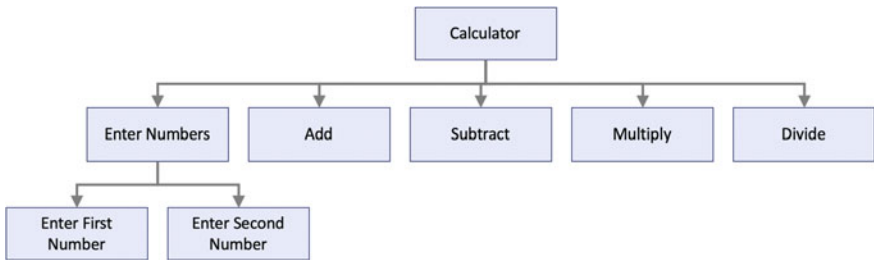 Calculator
Enter Numbers
Add
Subtract
Multiply
Divide
Enter First
Number
Enter Second
Number